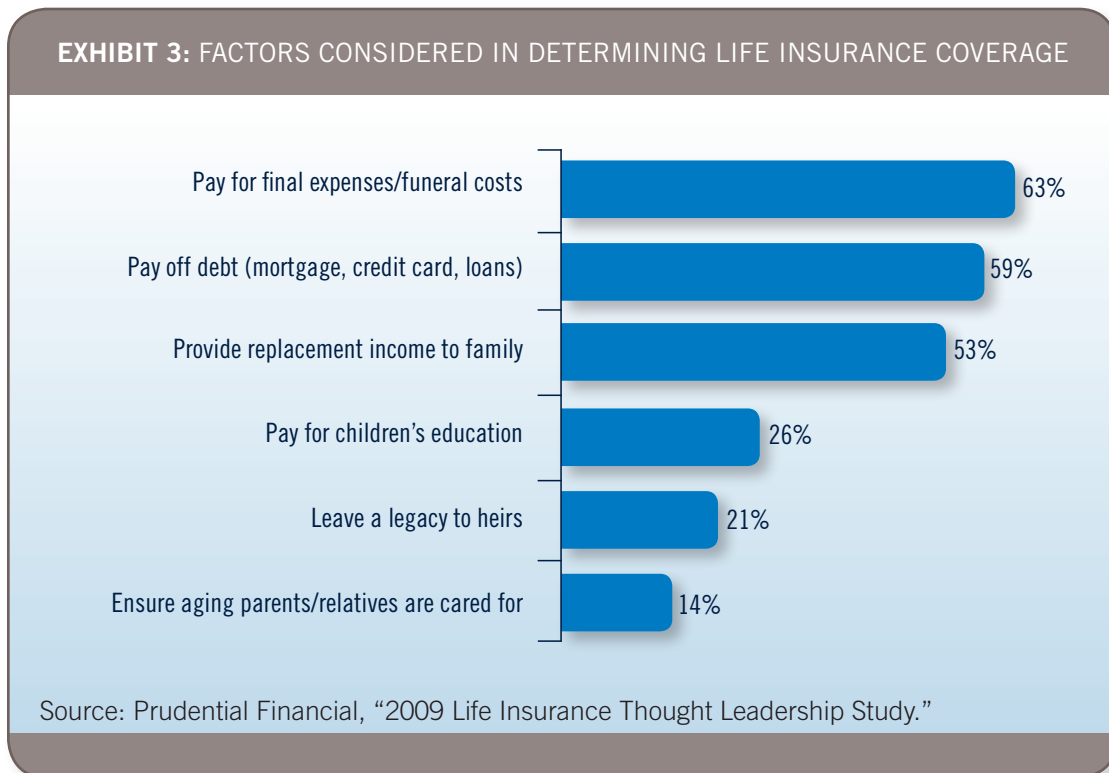 EXHIBIT 3: FACTORS CONSIDERED IN DETERMINING LIFE INSURANCE COVERAGE
Pay for final expenses/funeral costs 63%
Pay off debt (mortgage, credit card, loans) 59%
Provide replacement income to family 53%
Pay for children’s education 26%
Leave a legacy to heirs 21%
Ensure aging parents/relatives are cared for 14%
Source: Prudential Financial, “2009 Life Insurance Thought Leadership Study.”